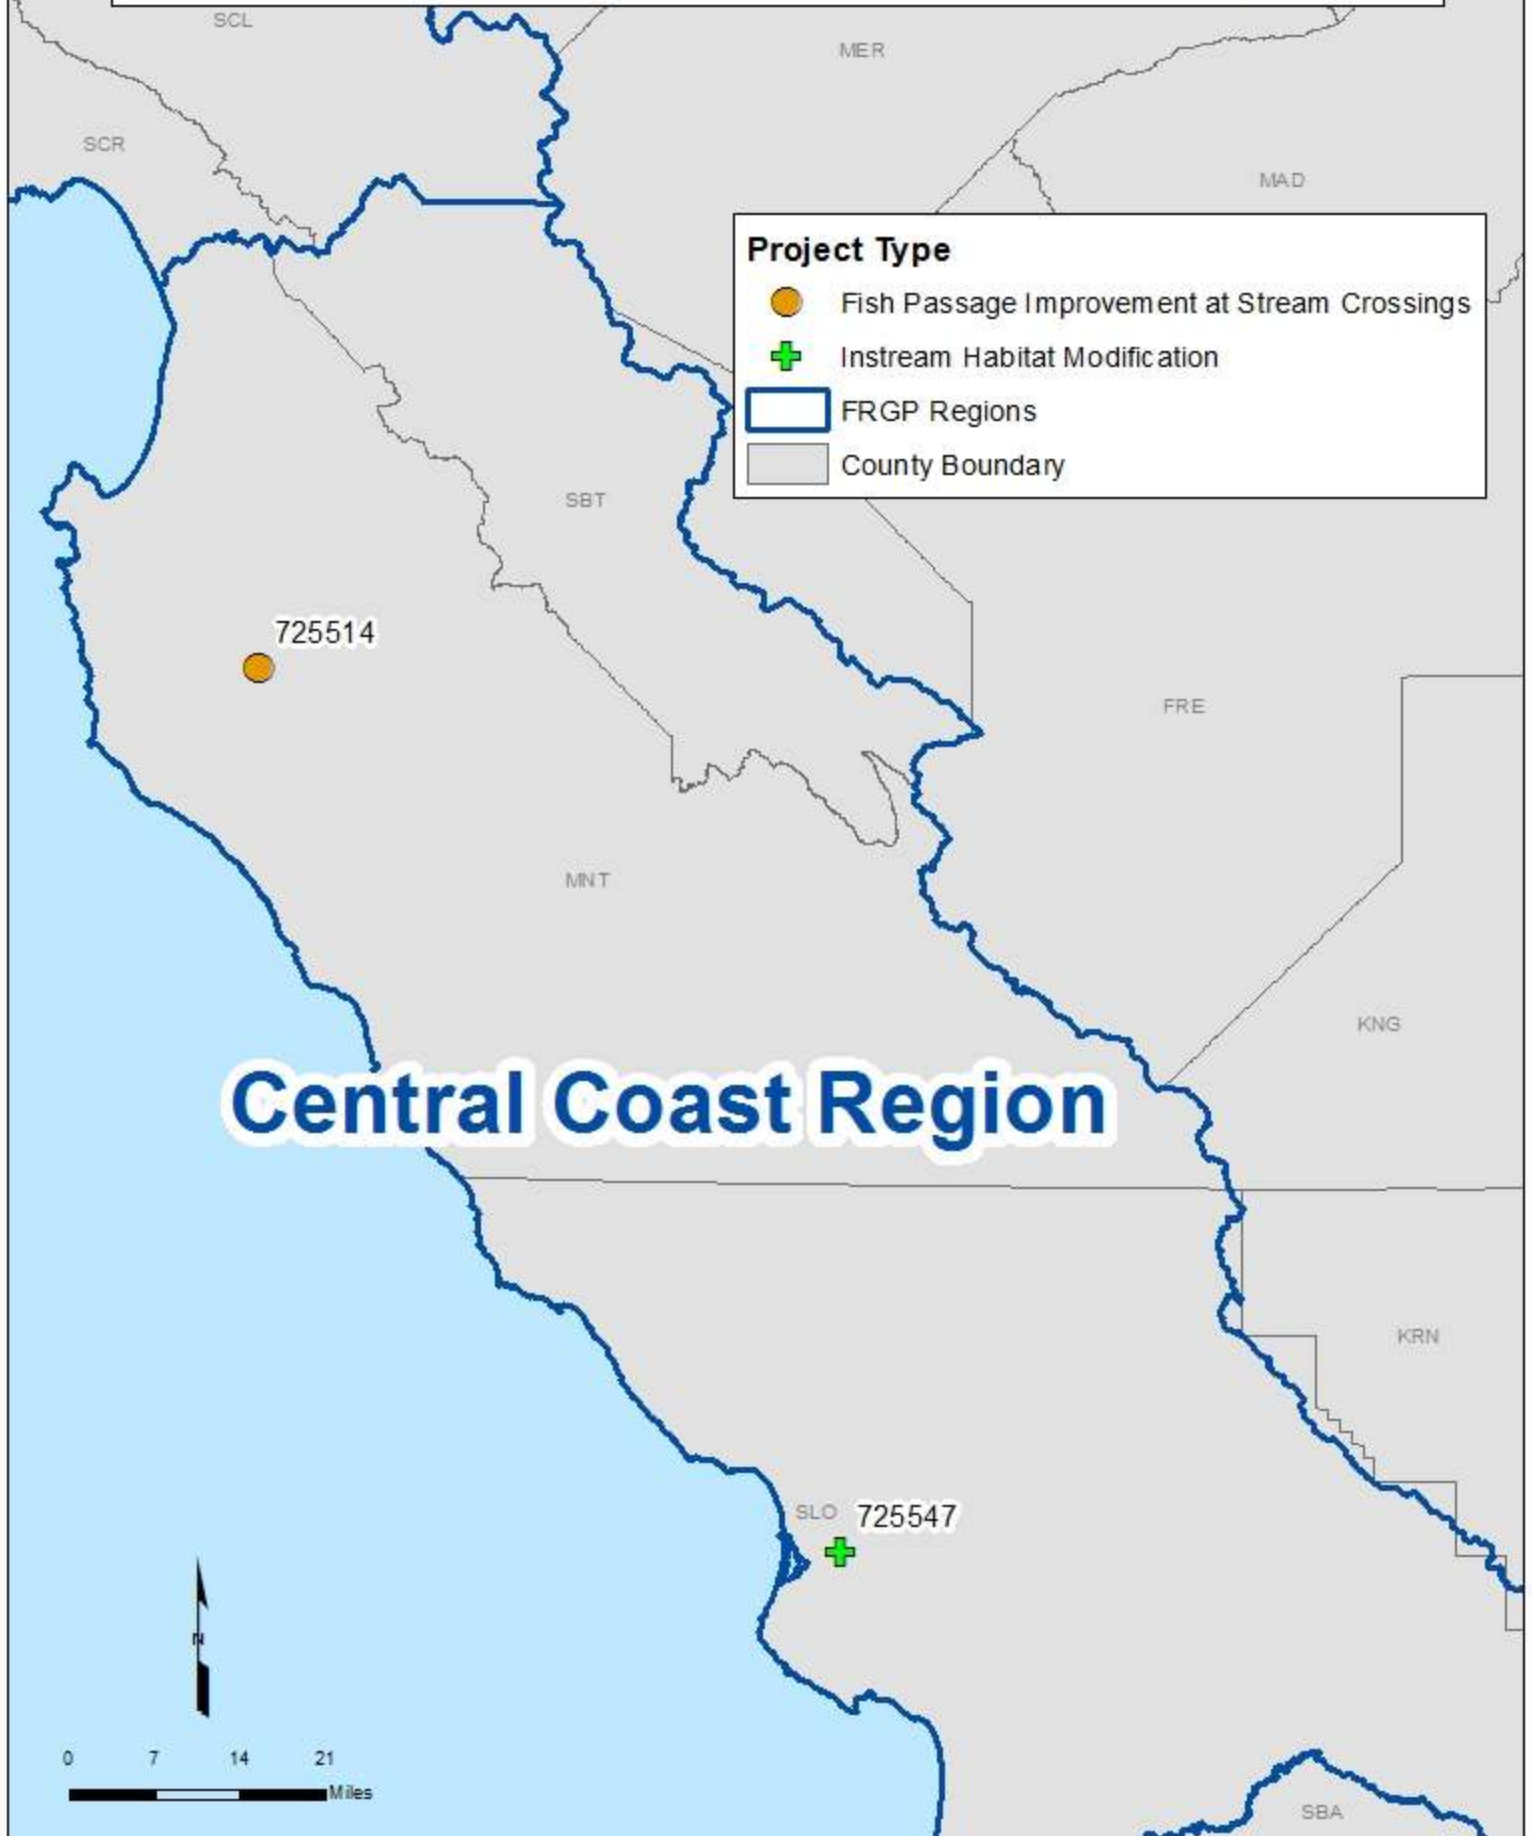 SCL
MER
SCR
MAD
Project Type
Fish Passage Improvement at Stream Crossings
Instream Habitat Modification
FRGP Regions
County Boundary
SBT
725514
FRE
MNT
KNG
Central Coast Region
KRN
SLO
725547
N
0 7 14 21
Miles
SBA